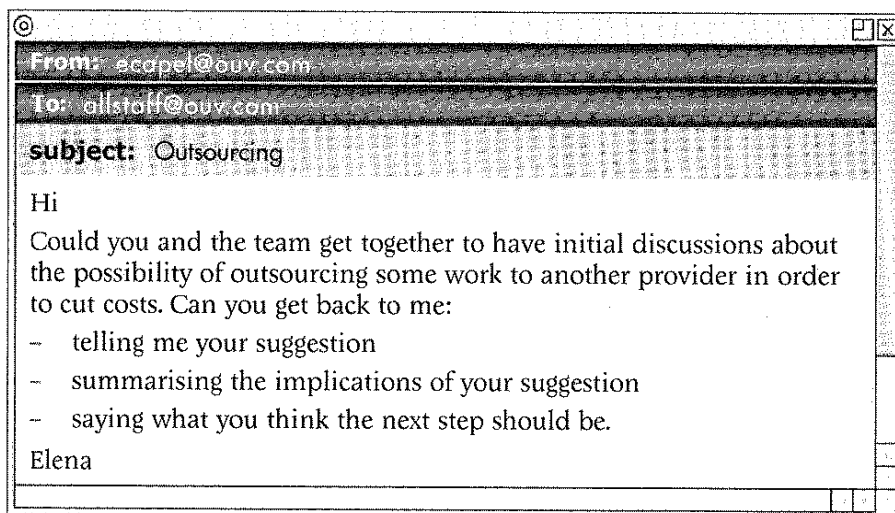 From: ecapel@ouv.com
To: allstaff@ouv.com
subject: Outsourcing
Hi
Could you and the team get together to have initial discussions about
the possibility of outsourcing some work to another provider in order
to cut costs. Can you get back to me:
– telling me your suggestion
– summarising the implications of your suggestion
– saying what you think the next step should be.
Elena